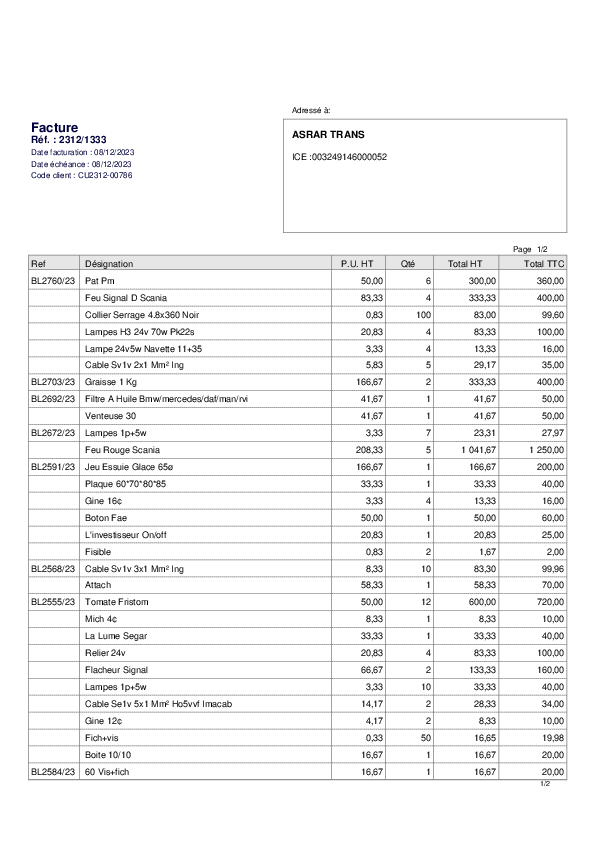 Adressé à:
Facture
Réf. : 2312/1333
Date facturation : 08/12/2023
Date échéance : 08/12/2023
Code client : CU2312-00786
ASRAR TRANS
ICE :003249146000052
Page 1/2
Ref Désignation P.U. HT Qté Total HT Total TTC
BL2760/23 Pat Pm 50,00 6 300,00 360,00
Feu Signal D Scania 83,33 4 333,33 400,00
Collier Serrage 4.8x360 Noir 0,83 100 83,00 99,60
Lampes H3 24v 70w Pk22s 20,83 4 83,33 100,00
Lampe 24v5w Navette 11+35 3,33 4 13,33 16,00
Cable Sv1v 2x1 Mm² Ing 5,83 5 29,17 35,00
BL2703/23 Graisse 1 Kg 166,67 2 333,33 400,00
BL2692/23 Filtre A Huile Bmw/mercedes/daf/man/rvi 41,67 1 41,67 50,00
Venteuse 30 41,67 1 41,67 50,00
BL2672/23 Lampes 1p+5w 3,33 7 23,31 27,97
Feu Rouge Scania 208,33 5 1 041,67 1 250,00
BL2591/23 Jeu Essuie Glace 65ø 166,67 1 166,67 200,00
Plaque 60*70*80*85 33,33 1 33,33 40,00
Gine 16¢ 3,33 4 13,33 16,00
Boton Fae 50,00 1 50,00 60,00
L'investisseur On/off 20,83 1 20,83 25,00
Fisible 0,83 2 1,67 2,00
BL2568/23 Cable Sv1v 3x1 Mm² Ing 8,33 10 83,30 99,96
Attach 58,33 1 58,33 70,00
BL2555/23 Tomate Fristom 50,00 12 600,00 720,00
Mich 4¢ 8,33 1 8,33 10,00
La Lume Segar 33,33 1 33,33 40,00
Relier 24v 20,83 4 83,33 100,00
Flacheur Signal 66,67 2 133,33 160,00
Lampes 1p+5w 3,33 10 33,33 40,00
Cable Se1v 5x1 Mm² Ho5vvf Imacab 14,17 2 28,33 34,00
Gine 12¢ 4,17 2 8,33 10,00
Fich+vis 0,33 50 16,65 19,98
Boite 10/10 16,67 1 16,67 20,00
BL2584/23 60 Vis+fich 16,67 1 16,67 20,00
1/2